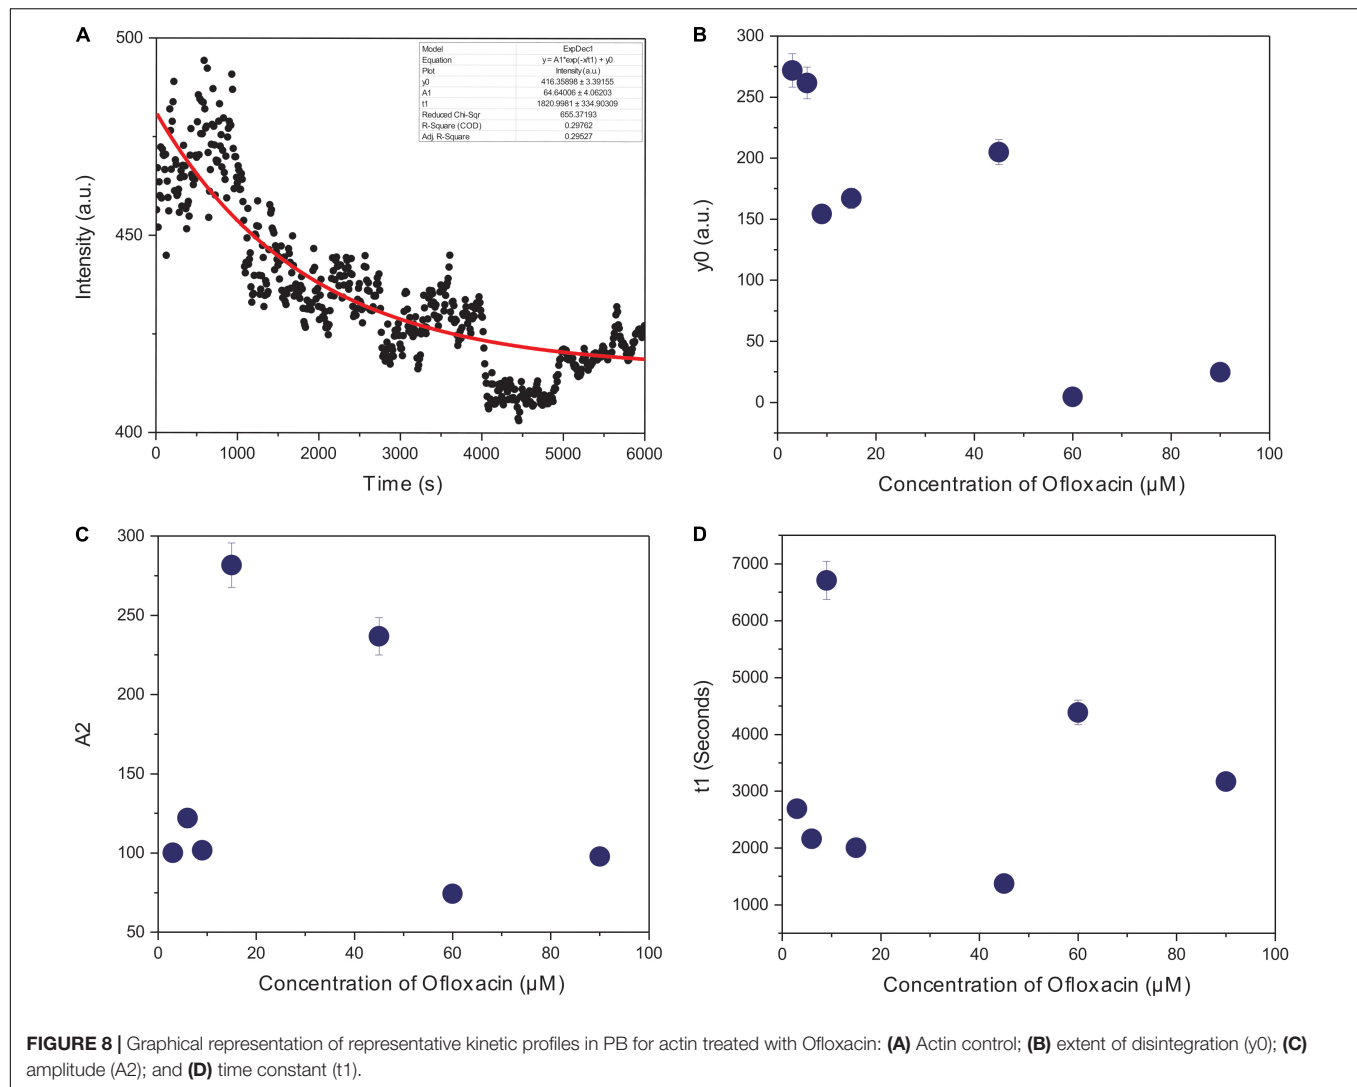 A
500
450
400
Intensity (a.u.)
0 1000 2000 3000 4000 5000 6000
Time (s)
Model ExpDec1
Equation y = A1*exp(-x/t1) + y0
Plot Intensity (a.u.)
y0 416.35898 ± 3.39155
A1 64.64006 ± 4.06203
t1 1820.9981 ± 334.90309
Reduced Chi-Sqr 655.37193
R-Square (COD) 0.29762
Adj. R-Square 0.29527
B
300
250
200
150
100
50
0
y0 (a.u.)
0 20 40 60 80 100
Concentration of Ofloxacin (µM)
C
300
250
200
150
100
50
A2
0 20 40 60 80 100
Concentration of Ofloxacin (µM)
D
7000
6000
5000
4000
3000
2000
1000
t1 (Seconds)
0 20 40 60 80 100
Concentration of Ofloxacin (µM)
FIGURE 8 | Graphical representation of representative kinetic profiles in PB for actin treated with Ofloxacin: (A) Actin control; (B) extent of disintegration (y0); (C)
amplitude (A2); and (D) time constant (t1).